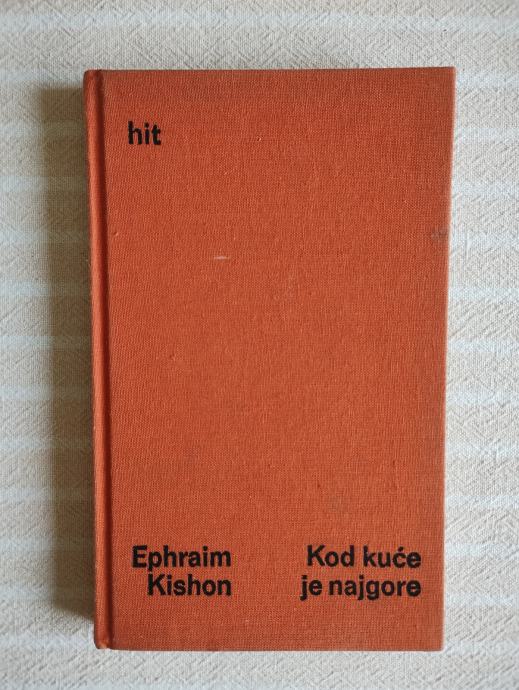 hit
Ephraim
Kishon
Kod kuće
je najgore